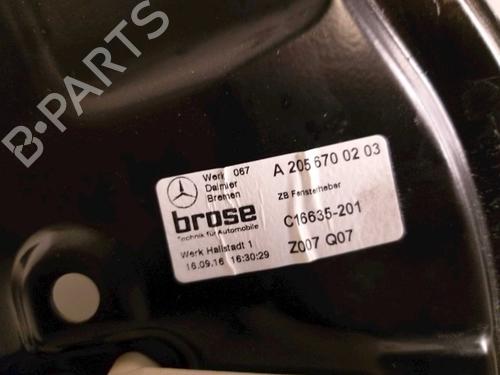 B-PARTS
Werk 067
Daimler
Bremen
A 205 670 02 03
ZB Fensterheber
brose
Technik für Automobile
C16635-201
Werk Hallstadt 1
16.09.16 16:30:29
Z007 Q07